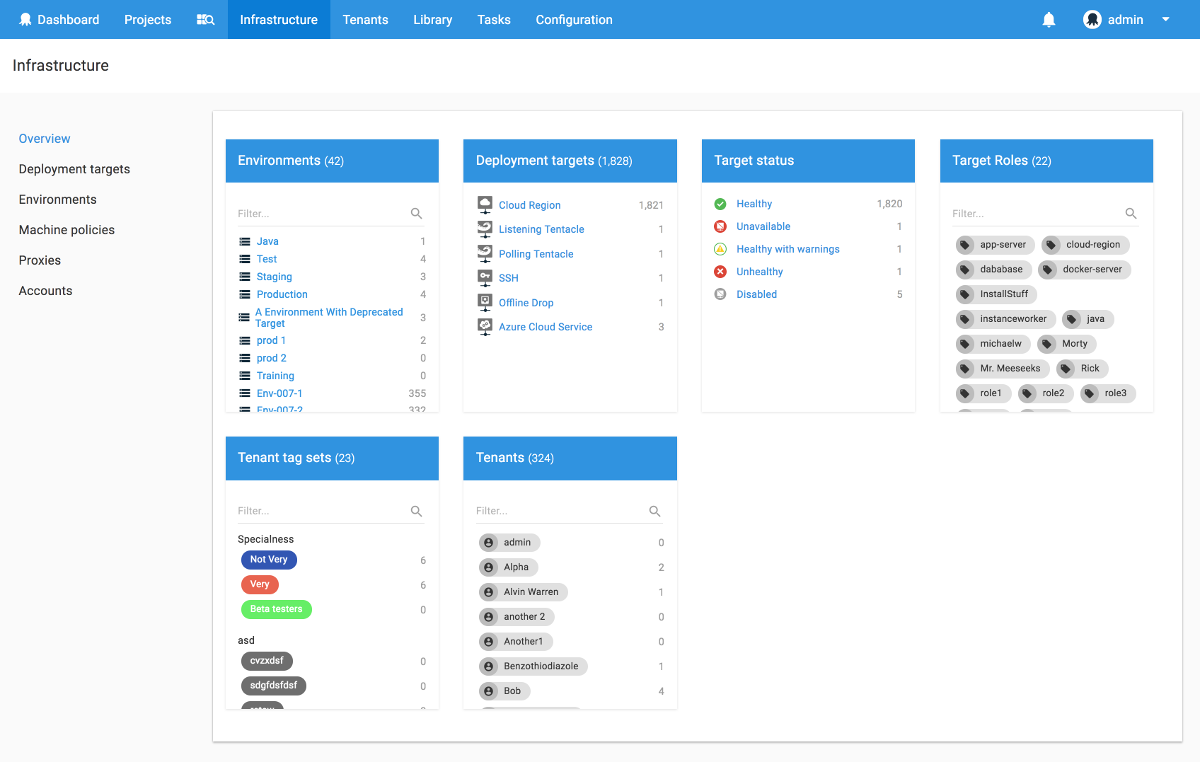 Dashboard Projects Infrastructure Tenants Library Tasks Configuration admin
Infrastructure
Overview
Deployment targets
Environments
Machine policies
Proxies
Accounts
Environments (42)
Filter...
Java 1
Test 4
Staging 3
Production 4
A Environment With Deprecated
Target 3
prod 1 2
prod 2 0
Training 0
Env-007-1 355
Env-007-2 332
Deployment targets (1,828)
Cloud Region 1,821
Listening Tentacle 1
Polling Tentacle 1
SSH 1
Offline Drop 1
Azure Cloud Service 3
Target status
Healthy 1,820
Unavailable 1
Healthy with warnings 1
Unhealthy 1
Disabled 5
Target Roles (22)
Filter...
app-server cloud-region
dababase docker-server
InstallStuff
instanceworker java
michaelw Morty
Mr. Meeseeks Rick
role1 role2 role3
Tenant tag sets (23)
Filter...
Specialness
Not Very 6
Very 6
Beta testers 0
asd
cvzxdsf 0
sdgfdsfdsf 0
Tenants (324)
Filter...
admin 0
Alpha 2
Alvin Warren 1
another 2 0
Another1 0
Benzothiodiazole 1
Bob 4